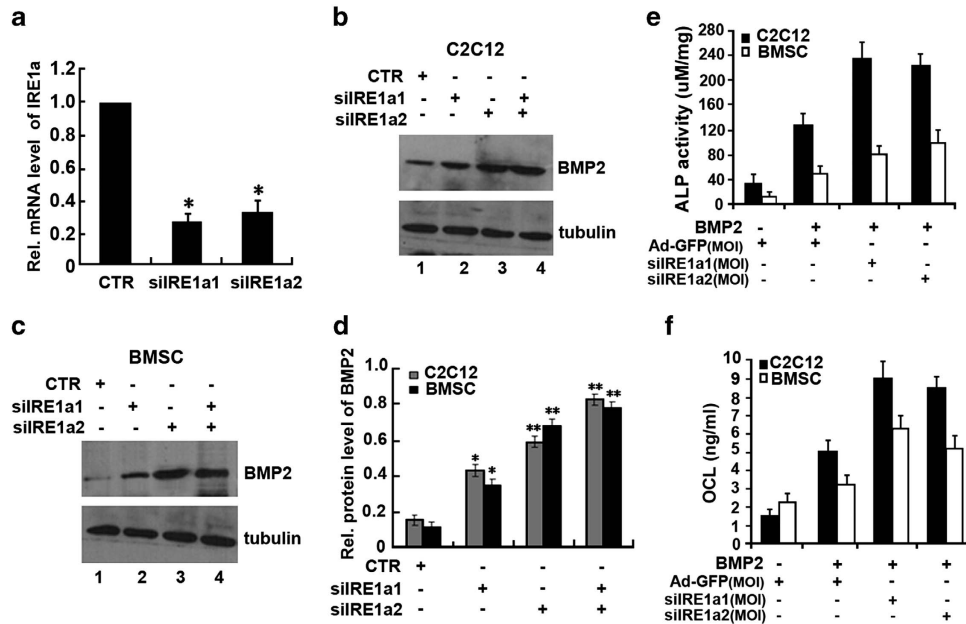 a
Rel. mRNA level of IRE1a
1.2
1.0
0.8
0.6
0.4
0.2
0
*
*
CTR siIRE1a1 siIRE1a2
b
C2C12
CTR + - - -
siIRE1a1 - + - +
siIRE1a2 - - + +
BMP2
tubulin
1 2 3 4
c
BMSC
CTR + - - -
siIRE1a1 - + - +
siIRE1a2 - - + +
BMP2
tubulin
1 2 3 4
d
Rel. protein level of BMP2
1.0
0.8
0.6
0.4
0.2
0
C2C12
BMSC
* * ** ** ** **
CTR + - - -
siIRE1a1 - + - +
siIRE1a2 - - + +
e
ALP activity (uM/mg)
280
240
200
160
120
80
40
0
C2C12
BMSC
BMP2 - + + +
Ad-GFP(MOI) + + - -
siIRE1a1(MOI) - - + -
siIRE1a2(MOI) - - - +
f
OCL (ng/ml)
10
9
8
7
6
5
4
3
2
1
0
C2C12
BMSC
BMP2 - + + +
Ad-GFP(MOI) + + - -
siIRE1a1(MOI) - - + -
siIRE1a2(MOI) - - - +